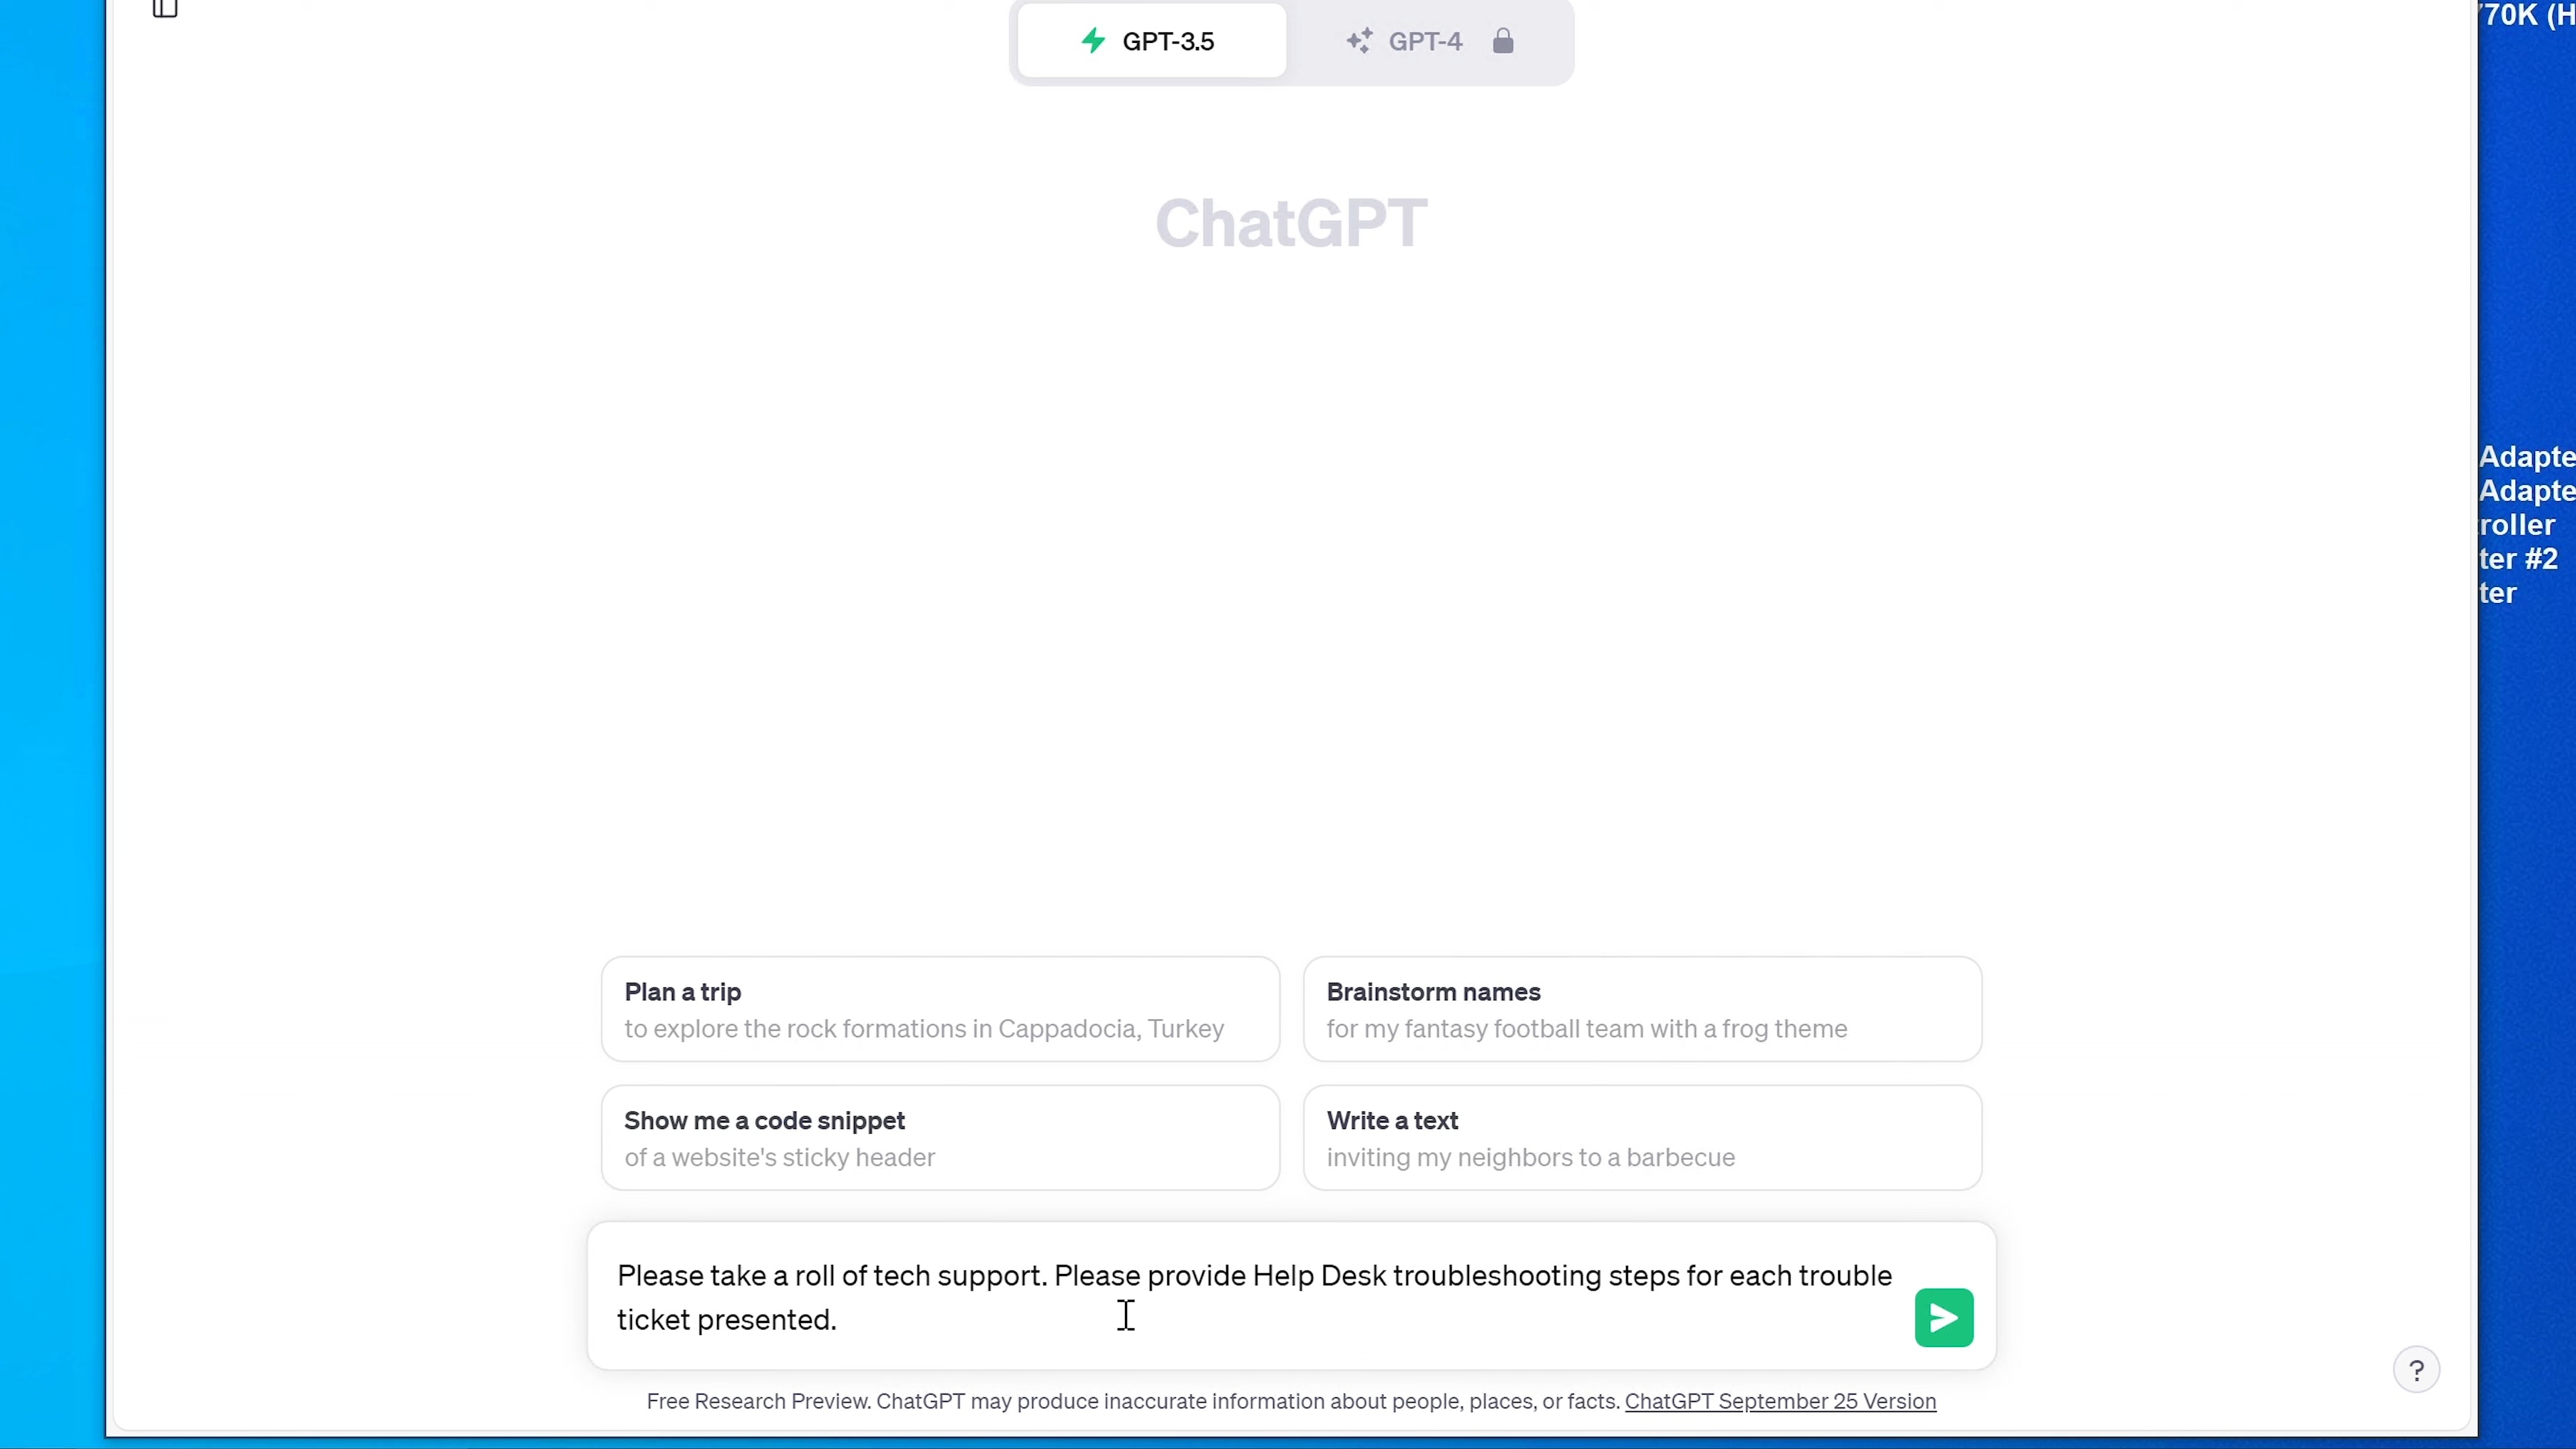 GPT-3.5
GPT-4
ChatGPT
Adapte
Adapte
roller
ter #2
ter
Plan a trip
to explore the rock formations in Cappadocia, Turkey
Brainstorm names
for my fantasy football team with a frog theme
Show me a code snippet
of a website's sticky header
Write a text
inviting my neighbors to a barbecue
Please take a roll of tech support. Please provide Help Desk troubleshooting steps for each trouble
ticket presented.
?
Free Research Preview. ChatGPT may produce inaccurate information about people, places, or facts. ChatGPT September 25 Version